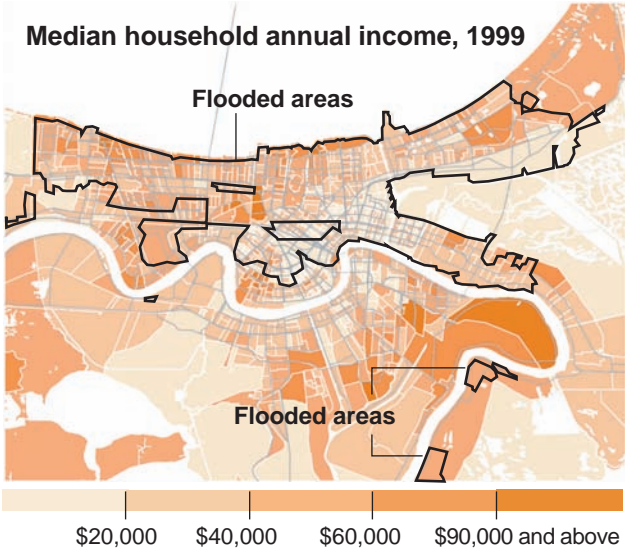 Median household annual income, 1999
Flooded areas
Flooded areas
$20,000 $40,000 $60,000 $90,000 and above